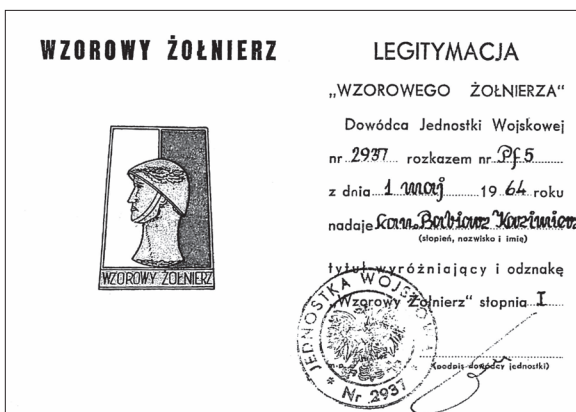 WZOROWY ŻOŁNIERZ
WZOROWY ŻOŁNIERZ
LEGITYMACJA
„WZOROWEGO ŻOŁNIERZA“
Dowódca Jednostki Wojskowej
nr 2937 rozkazem nr Pf 5
z dnia 1 maj 1964 roku
nadaje Kan. Babiarz Kazimierz
(stopień, nazwisko i imię)
tytuł wyróżniający i odznakę
„Wzorowy Żołnierz“ stopnia I
(podpis dowódcy jednostki)
JEDNOSTKA WOJSKOWA
* Nr 2937 *